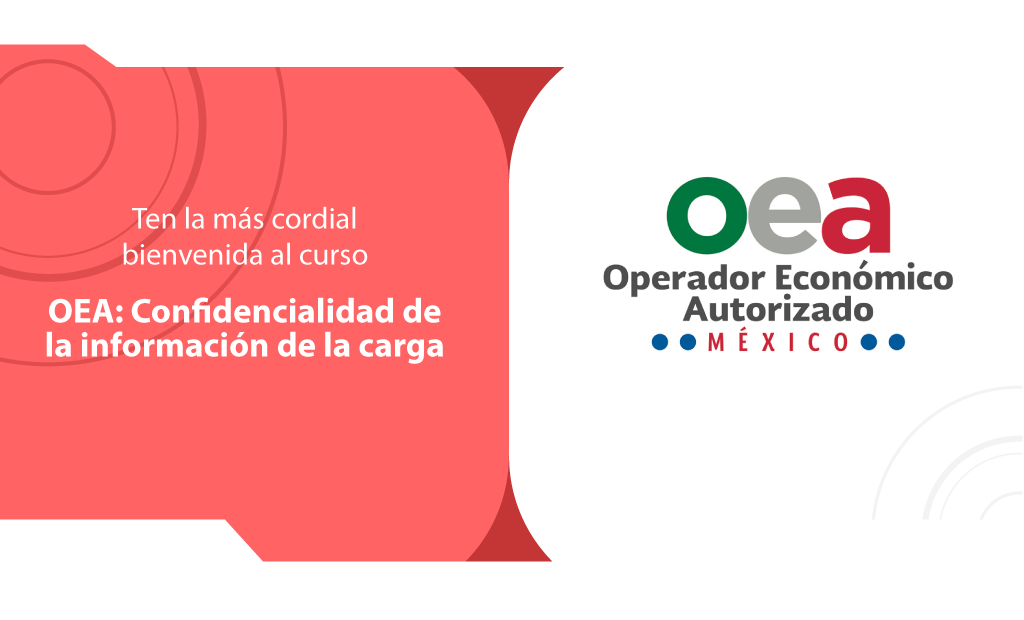 Ten la más cordial
bienvenida al curso
OEA: Confidencialidad de
la información de la carga
oea
Operador Económico
Autorizado
MÉXICO